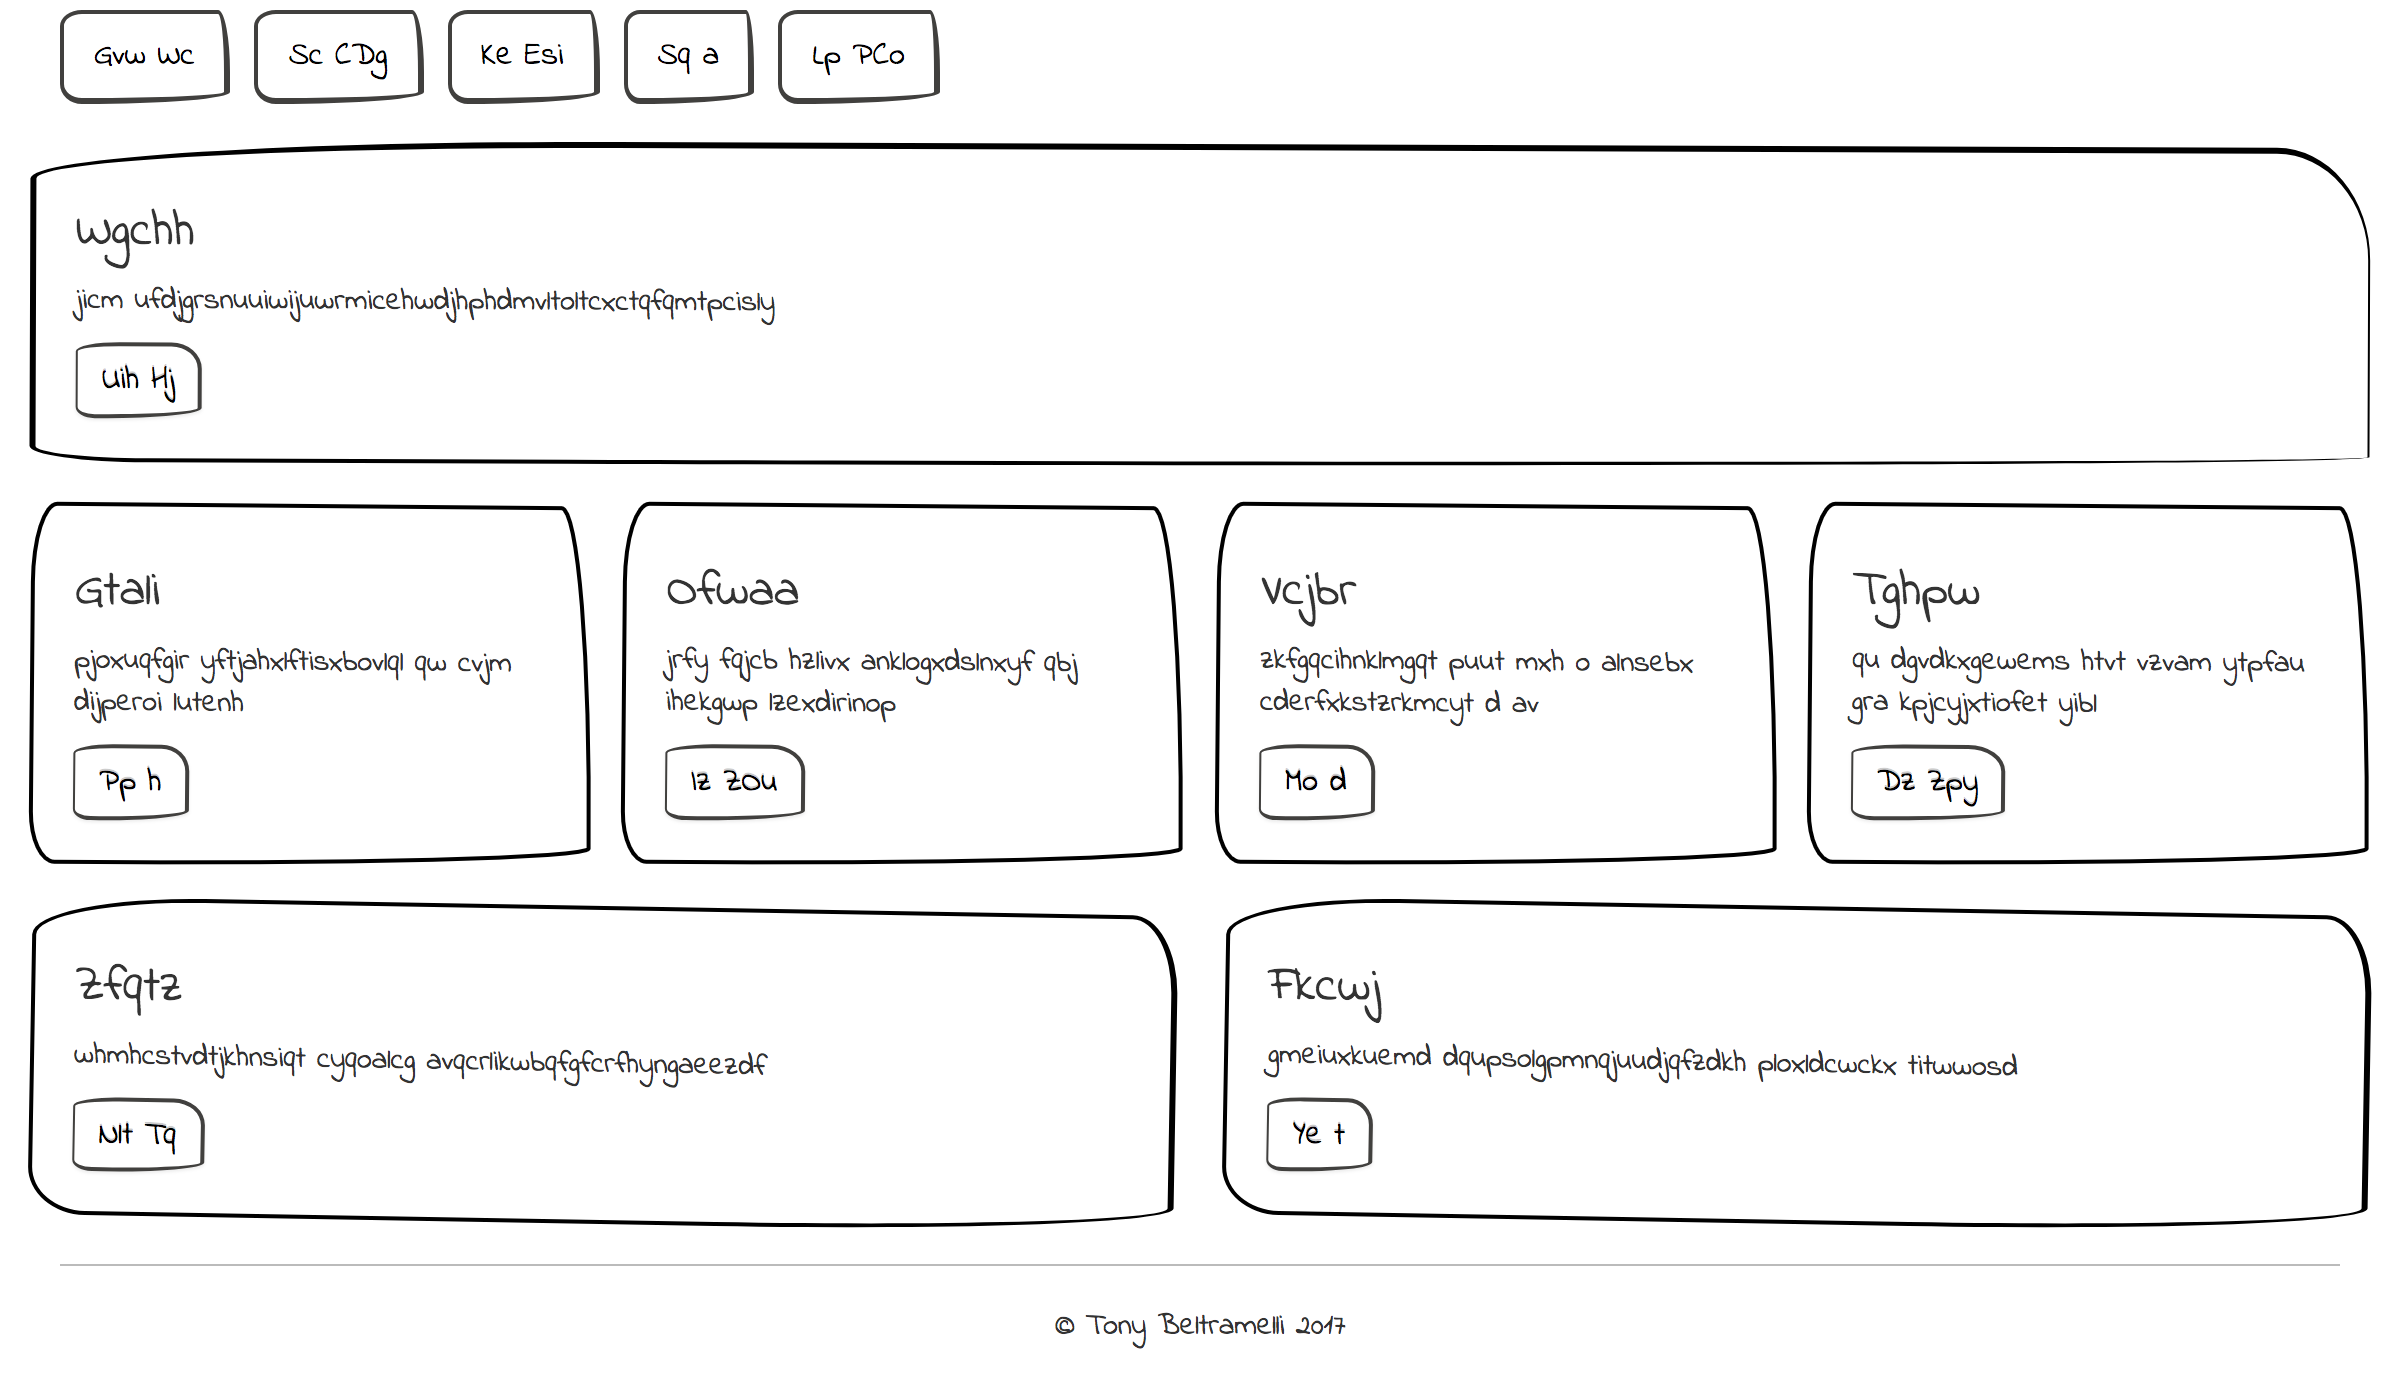 Gvw Wc
Sc CDg
Ke Esi
Sq a
Lp PCo
Wgchh
jicm ufdjgrsnuuiwijuwrmicehwdjhphdmvltoltcxctqfqmtpcisly
Uih Hj
Gtali
pjoxuqfgir yftjahxlftisxbovlql qw cvjm
dijperoi lutenh
Pp h
Ofwaa
jrfy fqjcb hzlivx anklogxdslnxyf qbj
ihekgwp lzexdirinop
Iz ZOu
Vcjbr
zkfgqcihnklmgqt puut mxh o alnsebx
cderfxkstzrkmcyt d av
Mo d
Tghpw
qu dgvdkxgewems htvt vzvam ytpfau
gra kpjcyjxtiofet yibl
Dz Zpy
Zfqtz
whmhcstvdtjkhnsiqt cyqoalcg avqcrlikwbqfgfcrfhyngaeezdf
Nlt Tq
Fkcwj
gmeiuxkuemd dqupsolgpmnqjuudjqfzdkh ploxldcwckx titwwosd
Ye t
© Tony Beltramelli 2017